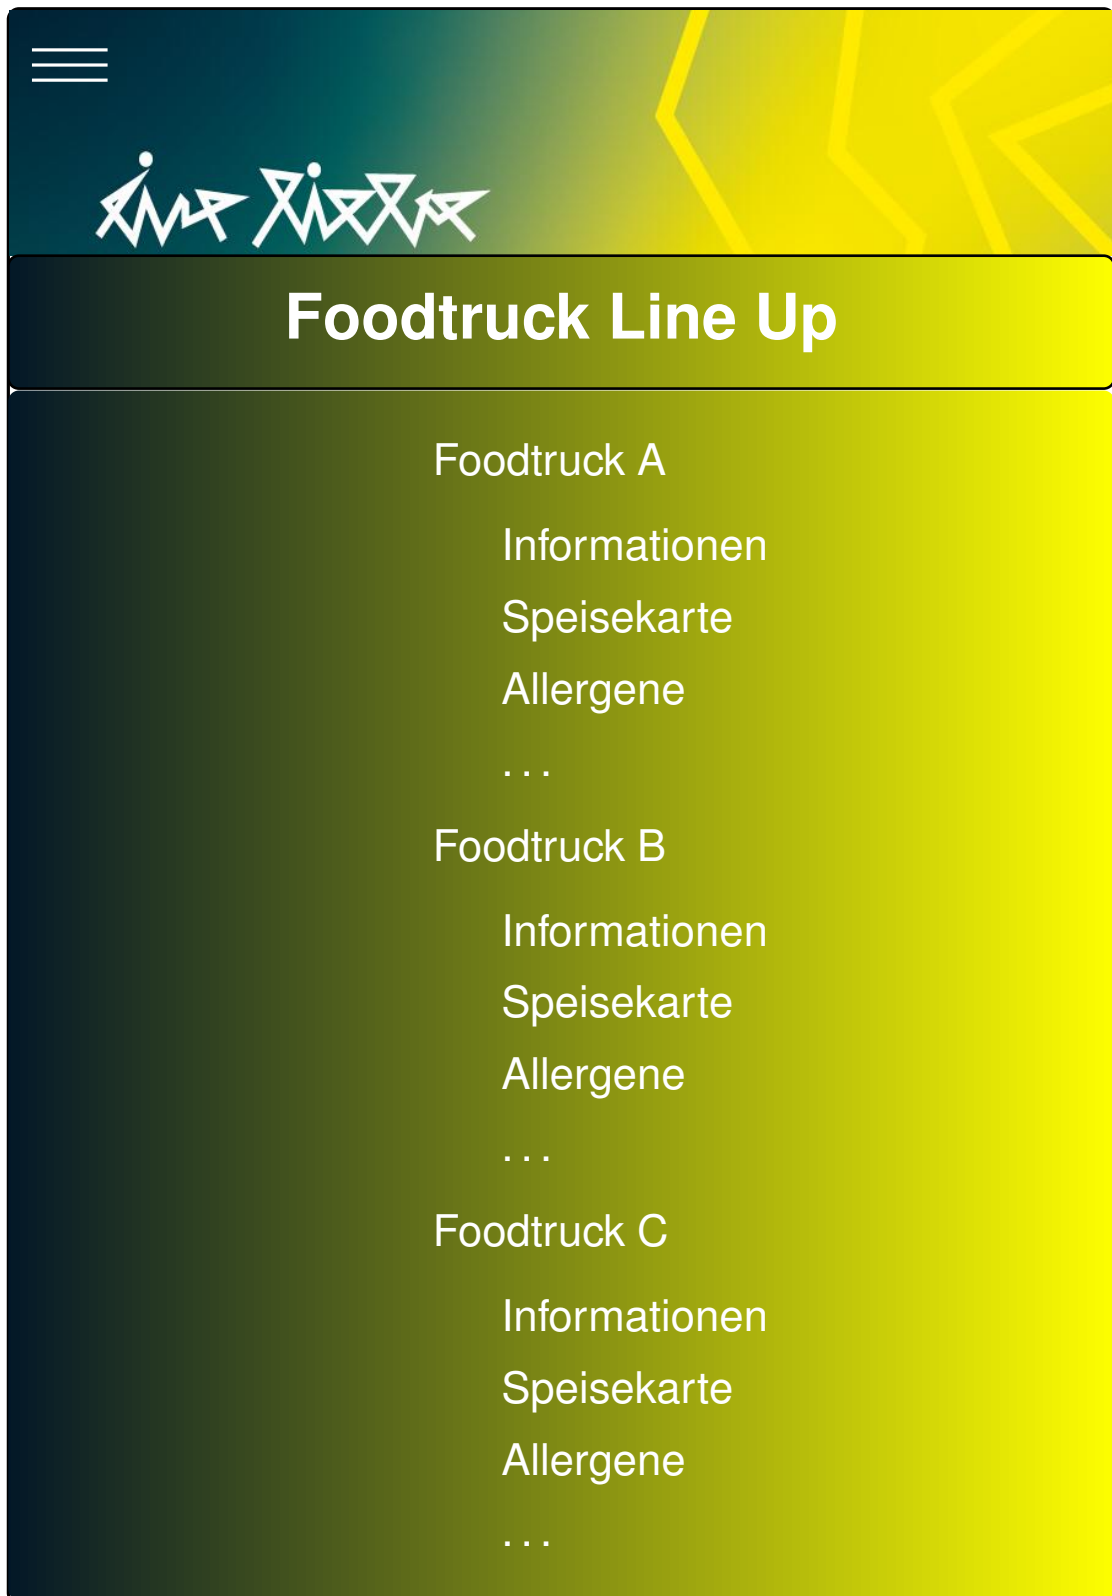 Foodtruck Line Up
Foodtruck A
Informationen
Speisekarte
Allergene
...
Foodtruck B
Informationen
Speisekarte
Allergene
...
Foodtruck C
Informationen
Speisekarte
Allergene
...